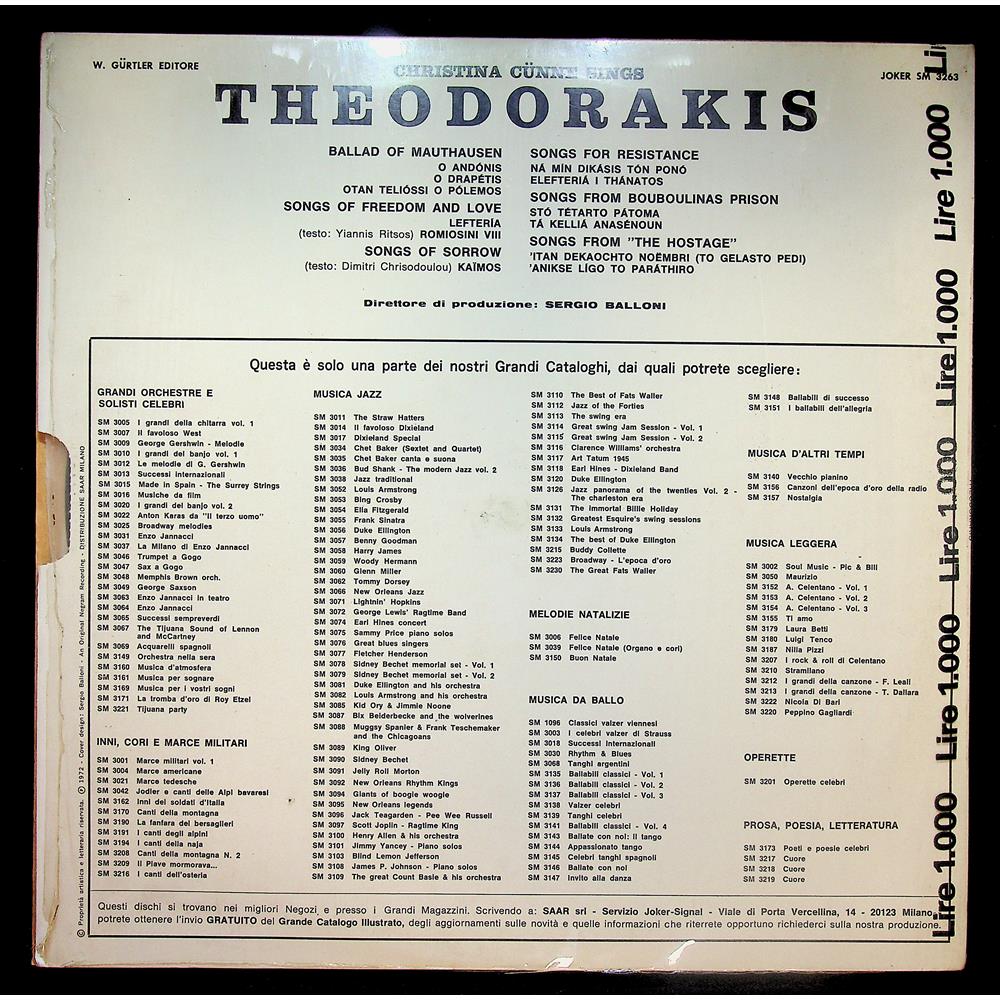 W. GÜRTLER EDITORE
CHRISTINA CÜNNE SINGS
JOKER SM 3263
THEODORAKIS
BALLAD OF MAUTHAUSEN
O ANDÓNIS
O DRAPÉTIS
OTAN TELIÓSSI O PÓLEMOS
SONGS OF FREEDOM AND LOVE
LEFTERÍA
(testo: Yiannis Ritsos) ROMIOSINI VIII
SONGS OF SORROW
(testo: Dimitri Chrisodoulou) KAÏMOS
SONGS FOR RESISTANCE
NÁ MÍN DIKÁSIS TÓN PONÓ
ELEFTERIÁ I THÁNATOS
SONGS FROM BOUBOULINAS PRISON
STÓ TÉTARTO PÁTOMA
TÁ KELLIÁ ANASÉNOUN
SONGS FROM "THE HOSTAGE"
'ITAN DEKAOCHTO NOËMBRI (TO GELASTO PEDI)
'ANIKSE LÍGO TO PARÁTHIRO
Direttore di produzione: SERGIO BALLONI
Questa è solo una parte dei nostri Grandi Cataloghi, dai quali potrete scegliere:
GRANDI ORCHESTRE E
SOLISTI CELEBRI
SM 3005 I grandi della chitarra vol. 1
SM 3007 Il favoloso West
SM 3009 George Gershwin - Melodie
SM 3010 I grandi del banjo vol. 1
SM 3012 Le melodie di G. Gershwin
SM 3013 Successi internazionali
SM 3015 Made in Spain - The Surrey Strings
SM 3016 Musiche da film
SM 3020 I grandi del banjo vol. 2
SM 3022 Anton Karas da "Il terzo uomo"
SM 3025 Broadway melodies
SM 3031 Enzo Jannacci
SM 3037 La Milano di Enzo Jannacci
SM 3046 Trumpet a Gogo
SM 3047 Sax a Gogo
SM 3048 Memphis Brown orch.
SM 3049 George Saxson
SM 3063 Enzo Jannacci in teatro
SM 3064 Enzo Jannacci
SM 3065 Successi sempreverdi
SM 3067 The Tijuana Sound of Lennon
and McCartney
SM 3069 Acquarelli spagnoli
SM 3149 Orchestra nella sera
SM 3160 Musica d'atmosfera
SM 3161 Musica per sognare
SM 3169 Musica per i vostri sogni
SM 3171 La tromba d'oro di Roy Etzel
SM 3221 Tijuana party
INNI, CORI E MARCE MILITARI
SM 3001 Marce militari vol. 1
SM 3004 Marce americane
SM 3021 Marce tedesche
SM 3042 Jodler e canti delle Alpi bavaresi
SM 3162 Inni dei soldati d'Italia
SM 3170 Canti della montagna
SM 3190 La fanfara dei bersaglieri
SM 3191 I canti degli alpini
SM 3194 I canti della naja
SM 3208 Canti della montagna N. 2
SM 3209 Il Piave mormorava...
SM 3216 I canti dell'osteria
MUSICA JAZZ
SM 3011 The Straw Hatters
SM 3014 Il favoloso Dixieland
SM 3017 Dixieland Special
SM 3034 Chet Baker (Sextet and Quartet)
SM 3035 Chet Baker canta e suona
SM 3036 Bud Shank - The modern Jazz vol. 2
SM 3038 Jazz traditional
SM 3052 Louis Armstrong
SM 3053 Bing Crosby
SM 3054 Ella Fitzgerald
SM 3055 Frank Sinatra
SM 3056 Duke Ellington
SM 3057 Benny Goodman
SM 3058 Harry James
SM 3059 Woody Hermann
SM 3060 Glenn Miller
SM 3062 Tommy Dorsey
SM 3066 New Orleans Jazz
SM 3071 Lightnin' Hopkins
SM 3072 George Lewis' Ragtime Band
SM 3074 Earl Hines concert
SM 3075 Sammy Price piano solos
SM 3076 Great blues singers
SM 3077 Fletcher Henderson
SM 3078 Sidney Bechet memorial set - Vol. 1
SM 3079 Sidney Bechet memorial set - Vol. 2
SM 3081 Duke Ellington and his orchestra
SM 3082 Louis Armstrong and his orchestra
SM 3085 Kid Ory & Jimmie Noone
SM 3087 Bix Beiderbecke and the wolverines
SM 3088 Muggsy Spanier & Frank Teschemaker
and the Chicagoans
SM 3089 King Oliver
SM 3090 Sidney Bechet
SM 3091 Jelly Roll Morton
SM 3092 New Orleans Rhythm Kings
SM 3094 Giants of boogie woogie
SM 3095 New Orleans legends
SM 3096 Jack Teagarden - Pee Wee Russell
SM 3097 Scott Joplin - Ragtime King
SM 3100 Henry Allen & his orchestra
SM 3101 Jimmy Yancey - Piano solos
SM 3103 Blind Lemon Jefferson
SM 3108 James P. Johnson - Piano solos
SM 3109 The great Count Basie & his orchestra
SM 3110 The Best of Fats Waller
SM 3112 Jazz of the Forties
SM 3113 The swing era
SM 3114 Great swing Jam Session - Vol. 1
SM 3115 Great swing Jam Session - Vol. 2
SM 3116 Clarence Williams' orchestra
SM 3117 Art Tatum 1945
SM 3118 Earl Hines - Dixieland Band
SM 3120 Duke Ellington
SM 3126 Jazz panorama of the twenties Vol. 2 -
The charleston era
SM 3131 The immortal Billie Holiday
SM 3132 Greatest Esquire's swing sessions
SM 3133 Louis Armstrong
SM 3134 The best of Duke Ellington
SM 3215 Buddy Collette
SM 3223 Broadway - L'epoca d'oro
SM 3230 The Great Fats Waller
MELODIE NATALIZIE
SM 3006 Felice Natale
SM 3039 Felice Natale (Organo e cori)
SM 3150 Buon Natale
MUSICA DA BALLO
SM 1096 Classici valzer viennesi
SM 3003 I celebri valzer di Strauss
SM 3018 Successi Internazionali
SM 3030 Rhythm & Blues
SM 3068 Tanghi argentini
SM 3135 Ballabili classici - Vol. 1
SM 3136 Ballabili classici - Vol. 2
SM 3137 Ballabili classici - Vol. 3
SM 3138 Valzer celebri
SM 3139 Tanghi celebri
SM 3141 Ballabili classici - Vol. 4
SM 3143 Ballate con noi: il tango
SM 3144 Appassionato tango
SM 3145 Celebri tanghi spagnoli
SM 3146 Ballate con noi
SM 3147 Invito alla danza
SM 3148 Ballabili di successo
SM 3151 I ballabili dell'allegria
MUSICA D'ALTRI TEMPI
SM 3140 Vecchio pianino
SM 3156 Canzoni dell'epoca d'oro della radio
SM 3157 Nostalgia
MUSICA LEGGERA
SM 3002 Soul Music - Pic & Bill
SM 3050 Maurizio
SM 3152 A. Celentano - Vol. 1
SM 3153 A. Celentano - Vol. 2
SM 3154 A. Celentano - Vol. 3
SM 3155 Ti amo
SM 3179 Laura Betti
SM 3180 Luigi Tenco
SM 3187 Nilla Pizzi
SM 3207 I rock & roll di Celentano
SM 3210 Stramilano
SM 3212 I grandi della canzone - F. Leali
SM 3213 I grandi della canzone - T. Dallara
SM 3222 Nicola Di Bari
SM 3220 Peppino Gagliardi
OPERETTE
SM 3201 Operette celebri
PROSA, POESIA, LETTERATURA
SM 3173 Poeti e poesie celebri
SM 3217 Cuore
SM 3218 Cuore
SM 3219 Cuore
Questi dischi si trovano nei migliori Negozi e presso i Grandi Magazzini. Scrivendo a: SAAR srl - Servizio Joker-Signal - Viale di Porta Vercellina, 14 - 20123 Milano,
potrete ottenere l'invio GRATUITO del Grande Catalogo Illustrato, degli aggiornamenti sulle novità e quelle informazioni che riterrete opportuno richiederci sulla nostra produzione.
© Proprietà artistica e letteraria riservata. Ⓟ 1972 - Cover design: Sergio Balloni - An Original Negram Recording - DISTRIBUZIONE SAAR MILANO
Lire 1.000 Lire 1.000 Lire 1.000 Lire 1.000 Lire 1.000 Lir